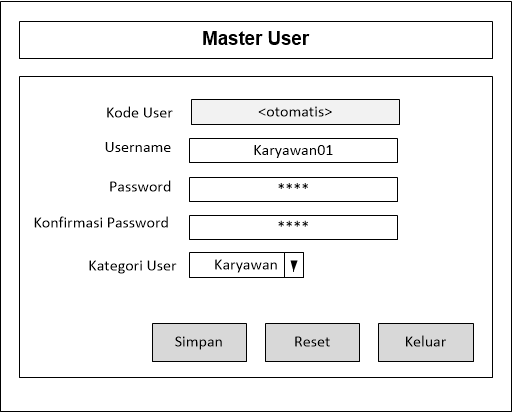 Master User
Kode User <otomatis>
Username Karyawan01
Password ****
Konfirmasi Password ****
Kategori User Karyawan
Simpan Reset Keluar